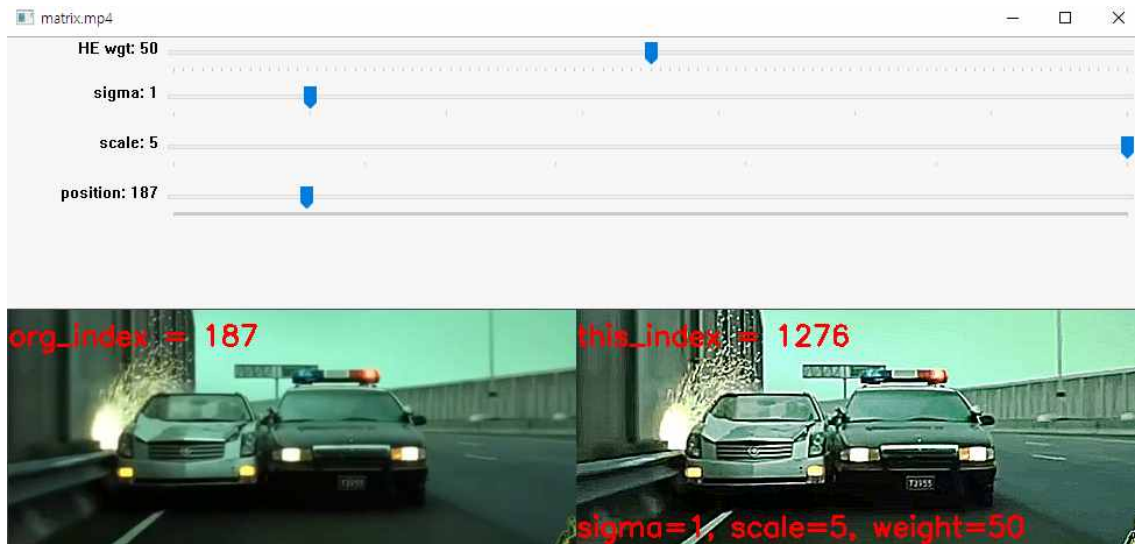 matrix.mp4
HE wgt: 50
sigma: 1
scale: 5
position: 187
org_index = 187
this_index = 1276
sigma=1, scale=5, weight=50